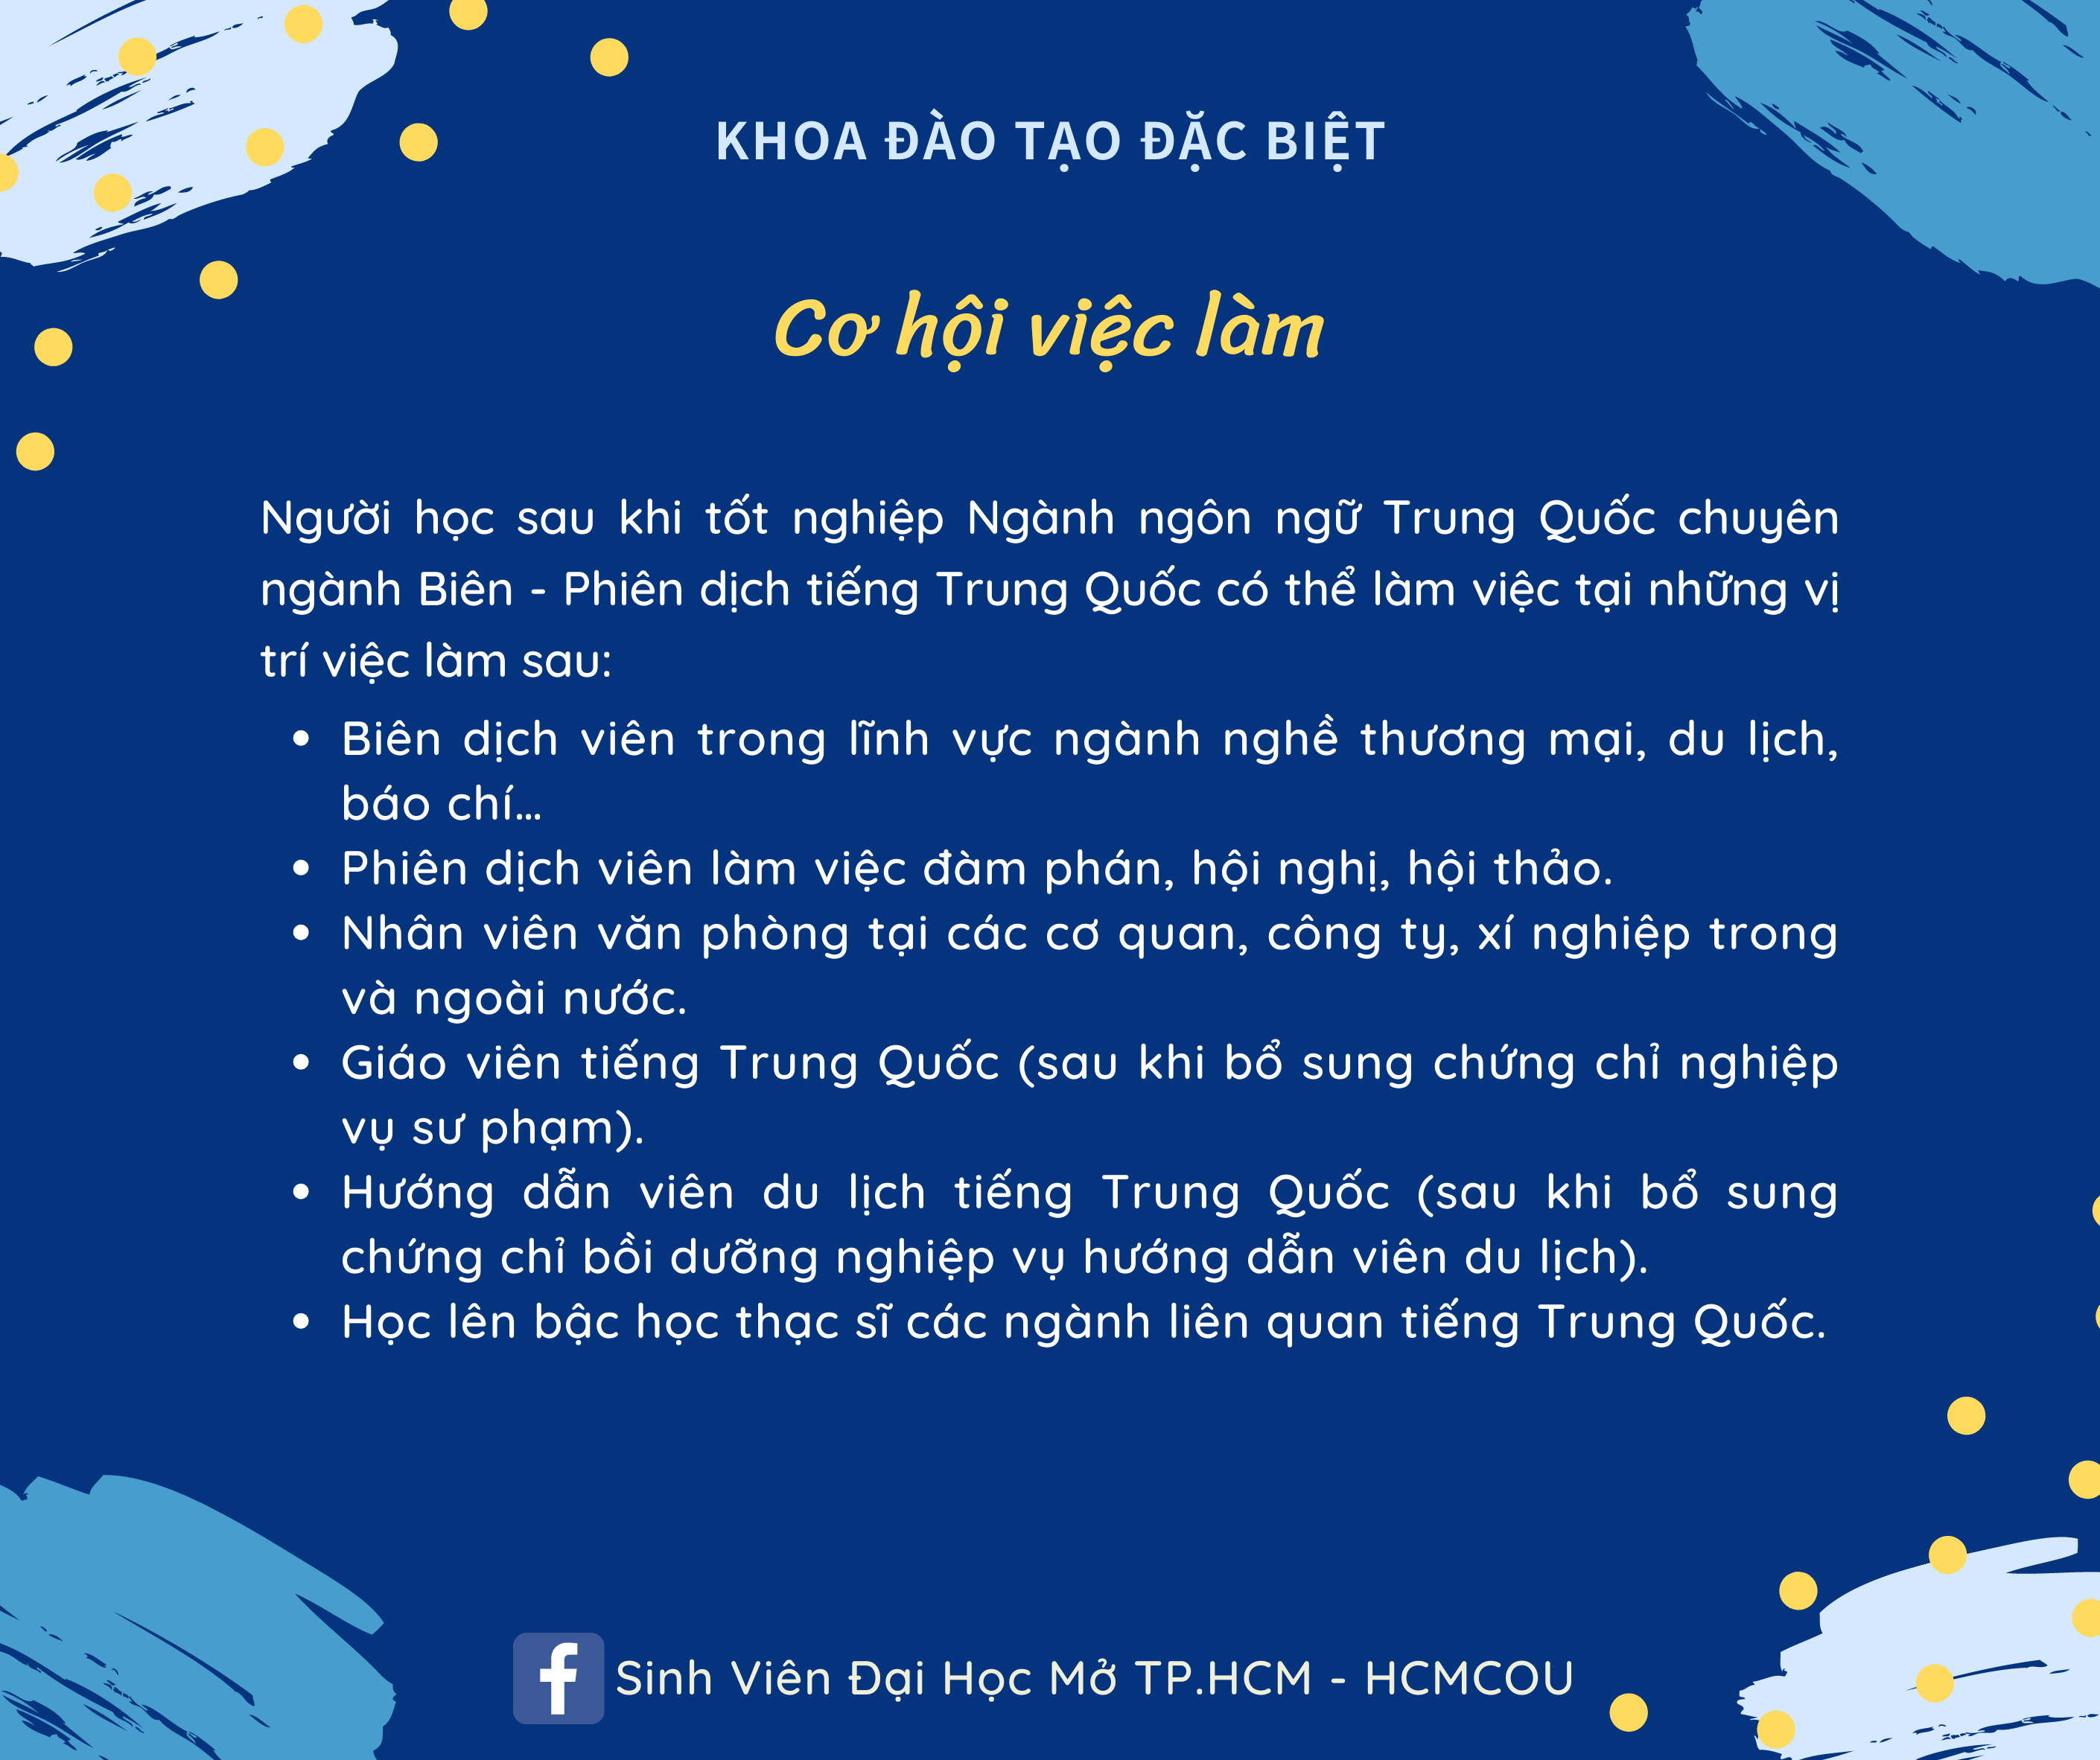 KHOA ĐÀO TẠO ĐẶC BIỆT
Cơ hội việc làm
Người học sau khi tốt nghiệp Ngành ngôn ngữ Trung Quốc chuyên
ngành Biên - Phiên dịch tiếng Trung Quốc có thể làm việc tại những vị
trí việc làm sau:
• Biên dịch viên trong lĩnh vực ngành nghề thương mại, du lịch,
báo chí...
• Phiên dịch viên làm việc đàm phán, hội nghị, hội thảo.
• Nhân viên văn phòng tại các cơ quan, công ty, xí nghiệp trong
và ngoài nước.
• Giáo viên tiếng Trung Quốc (sau khi bổ sung chứng chỉ nghiệp
vụ sư phạm).
• Hướng dẫn viên du lịch tiếng Trung Quốc (sau khi bổ sung
chứng chỉ bồi dưỡng nghiệp vụ hướng dẫn viên du lịch).
• Học lên bậc học thạc sĩ các ngành liên quan tiếng Trung Quốc.
f Sinh Viên Đại Học Mở TP.HCM - HCMCOU